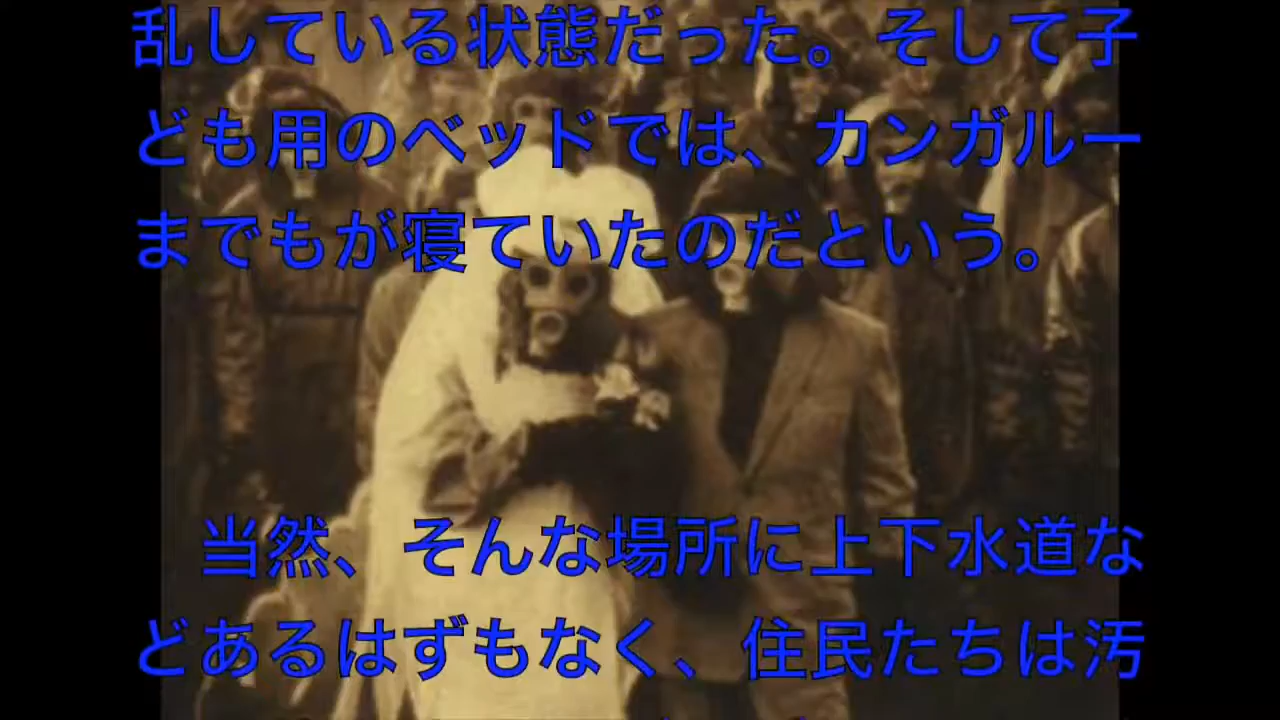 乱している状態だった。そして子
ども用のベッドでは、カンガルー
までもが寝ていたのだという。
当然、そんな場所に上下水道な
どあるはずもなく、住民たちは汚